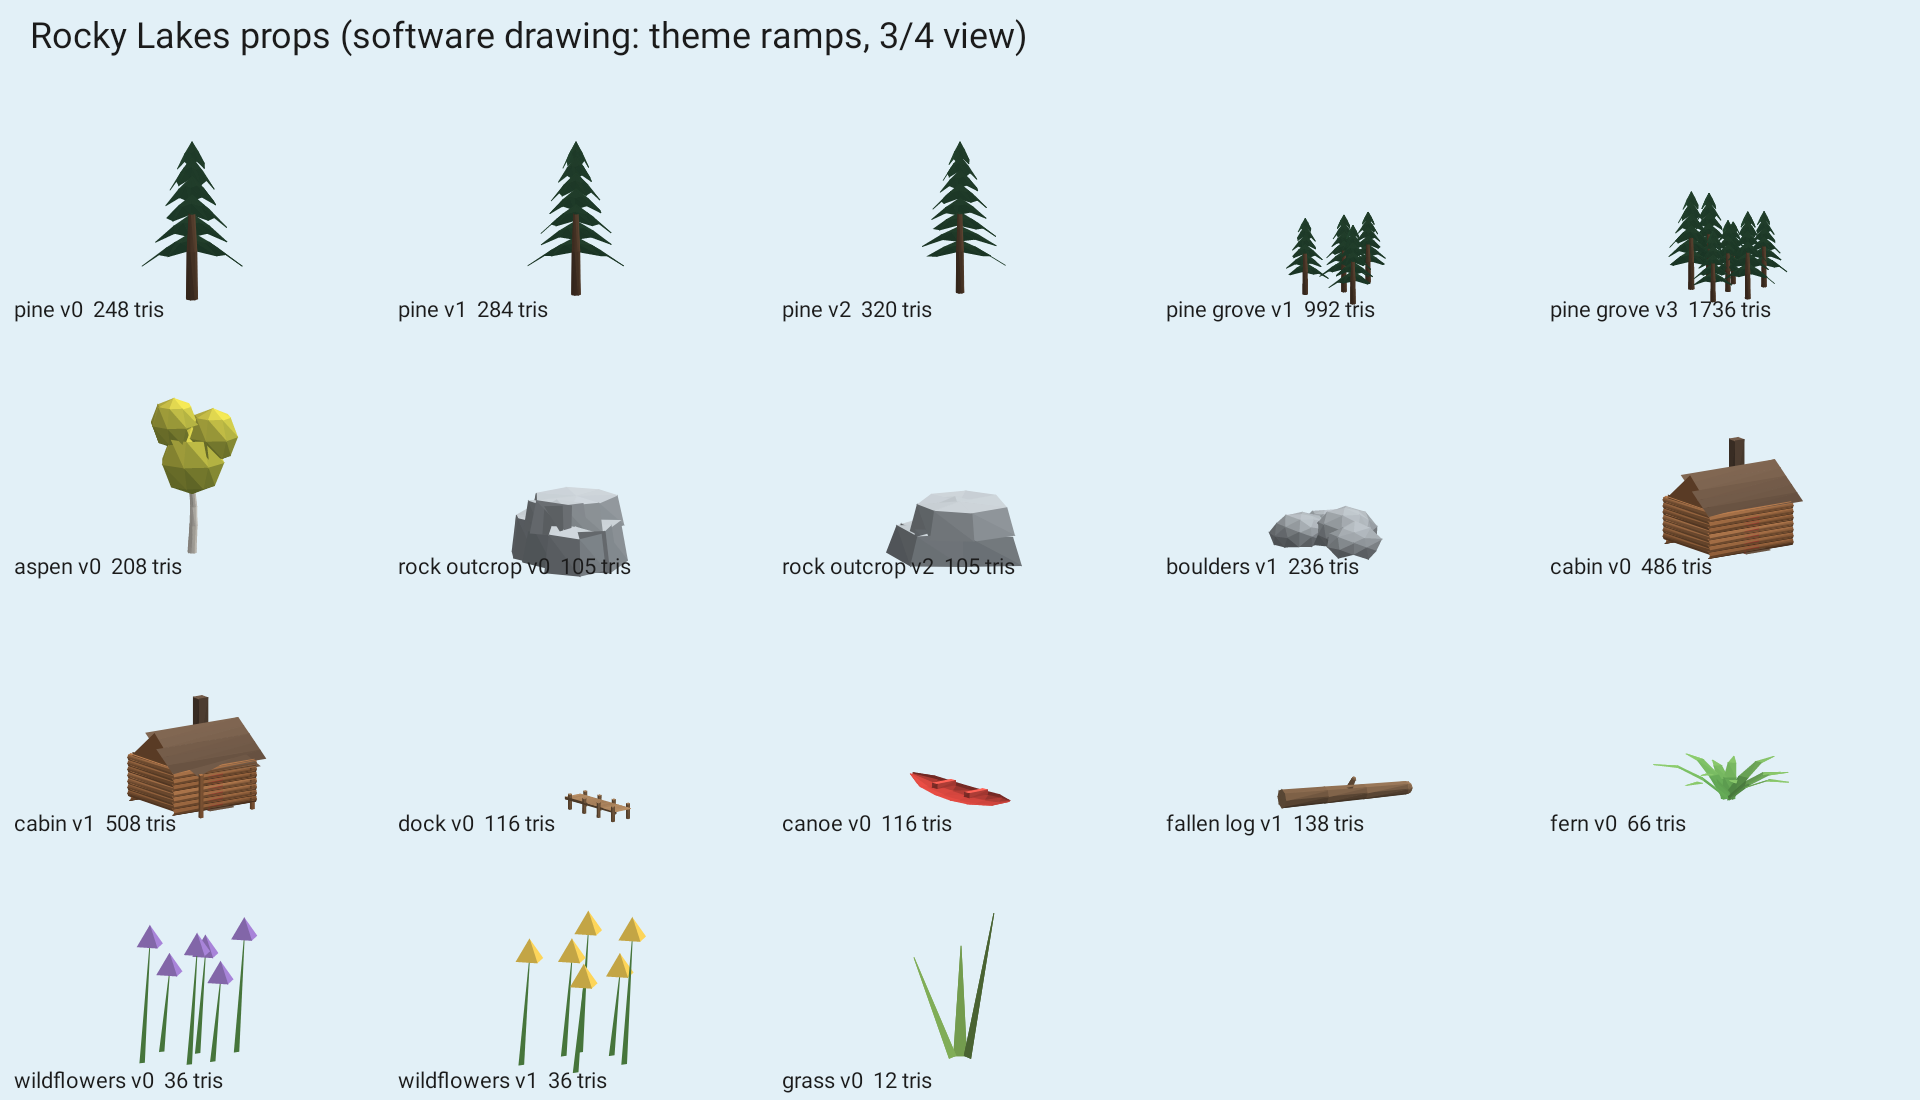 Rocky Lakes props (software drawing: theme ramps, 3/4 view)
pine v0 248 tris
pine v1 284 tris
pine v2 320 tris
pine grove v1 992 tris
pine grove v3 1736 tris
aspen v0 208 tris
rock outcrop v0 105 tris
rock outcrop v2 105 tris
boulders v1 236 tris
cabin v0 486 tris
cabin v1 508 tris
dock v0 116 tris
canoe v0 116 tris
fallen log v1 138 tris
fern v0 66 tris
wildflowers v0 36 tris
wildflowers v1 36 tris
grass v0 12 tris